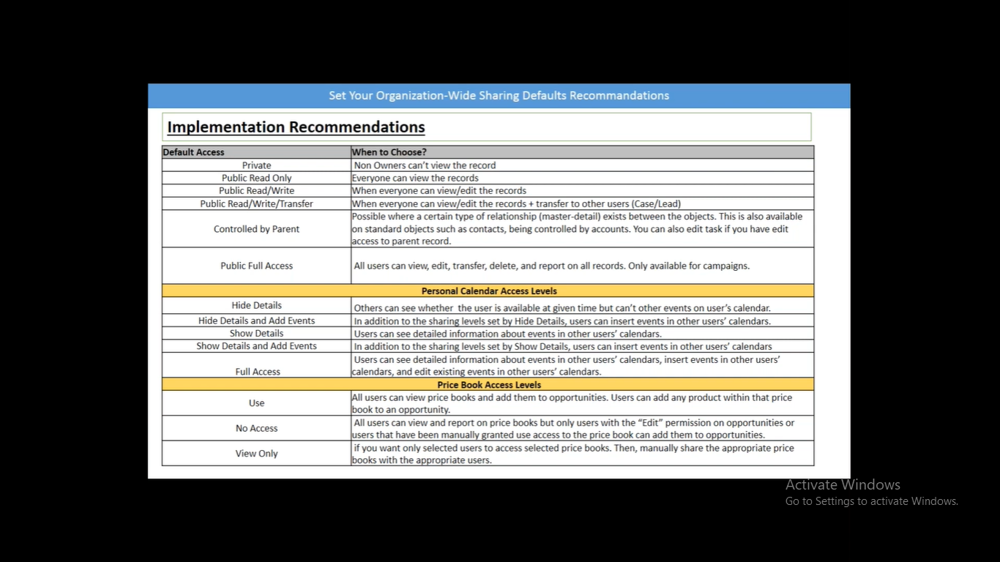 Set Your Organization-Wide Sharing Defaults Recommandations
Implementation Recommendations
Default Access When to Choose?
Private Non Owners can't view the record
Public Read Only Everyone can view the records
Public Read/Write When everyone can view/edit the records
Public Read/Write/Transfer When everyone can view/edit the records + transfer to other users (Case/Lead)
Controlled by Parent
Possible where a certain type of relationship (master-detail) exists between the objects. This is also available
on standard objects such as contacts, being controlled by accounts. You can also edit task if you have edit
access to parent record.
Public Full Access All users can view, edit, transfer, delete, and report on all records. Only available for campaigns.
Personal Calendar Access Levels
Hide Details Others can see whether the user is available at given time but can't other events on user's calendar.
Hide Details and Add Events In addition to the sharing levels set by Hide Details, users can insert events in other users' calendars.
Show Details Users can see detailed information about events in other users' calendars.
Show Details and Add Events In addition to the sharing levels set by Show Details, users can insert events in other users' calendars
Full Access
Users can see detailed information about events in other users' calendars, insert events in other users'
calendars, and edit existing events in other users' calendars.
Price Book Access Levels
Use
All users can view price books and add them to opportunities. Users can add any product within that price
book to an opportunity.
No Access
All users can view and report on price books but only users with the “Edit” permission on opportunities or
users that have been manually granted use access to the price book can add them to opportunities.
View Only
if you want only selected users to access selected price books. Then, manually share the appropriate price
books with the appropriate users.
Activate Windows
Go to Settings to activate Windows.